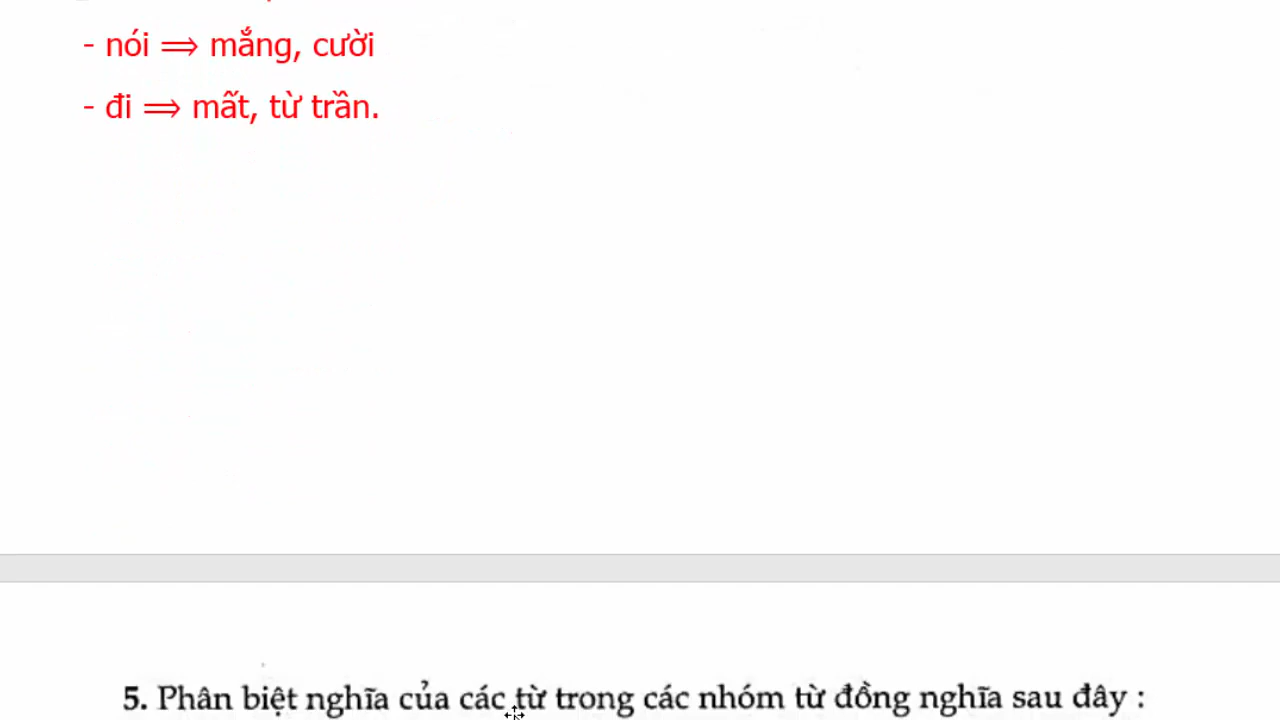 - nói ⟹ mắng, cười
- đi ⟹ mất, từ trần.
5. Phân biệt nghĩa của các từ trong các nhóm từ đồng nghĩa sau đây :